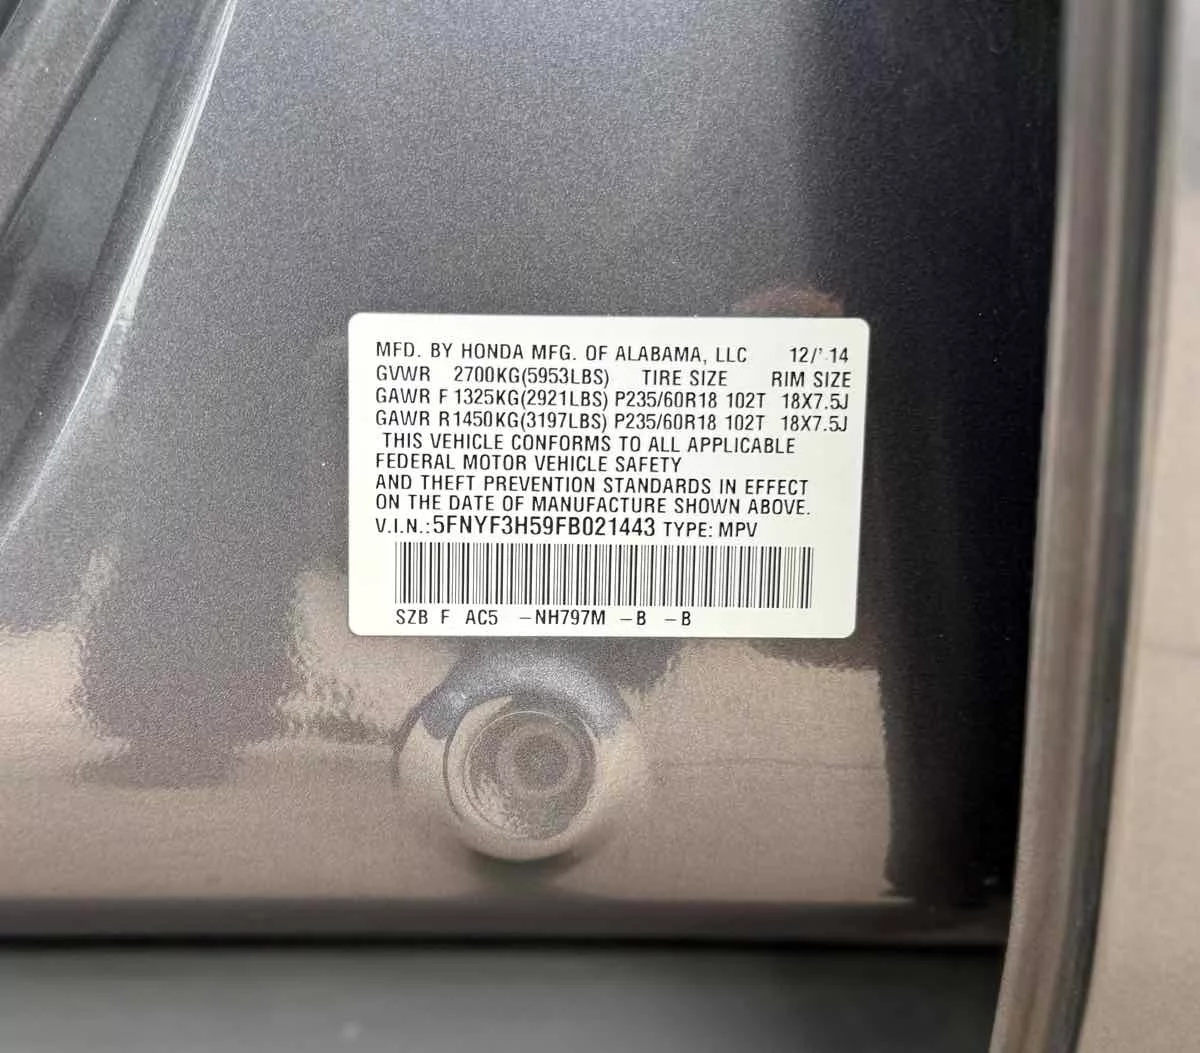 MFD. BY HONDA MFG. OF ALABAMA, LLC 12/14
GVWR 2700KG(5953LBS) TIRE SIZE RIM SIZE
GAWR F 1325KG(2921LBS) P235/60R18 102T 18X7.5J
GAWR R1450KG(3197LBS) P235/60R18 102T 18X7.5J
THIS VEHICLE CONFORMS TO ALL APPLICABLE
FEDERAL MOTOR VEHICLE SAFETY
AND THEFT PREVENTION STANDARDS IN EFFECT
ON THE DATE OF MANUFACTURE SHOWN ABOVE.
V.I.N.:5FNYF3H59FB021443 TYPE: MPV
SZB F AC5 –NH797M –B –B